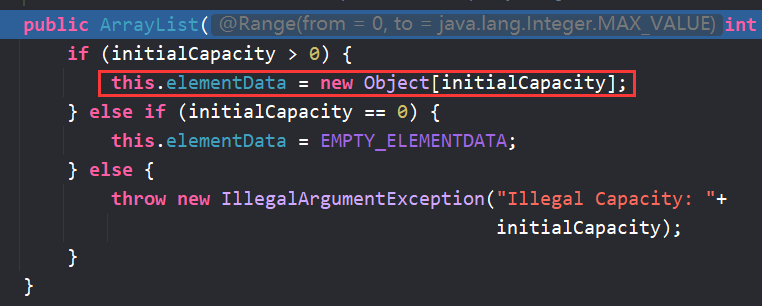 public ArrayList( @Range(from = 0, to = java.lang.Integer.MAX_VALUE) int
if (initialCapacity > 0) {
this.elementData = new Object[initialCapacity];
} else if (initialCapacity == 0) {
this.elementData = EMPTY_ELEMENTDATA;
} else {
throw new IllegalArgumentException("Illegal Capacity: "+
initialCapacity);
}
}